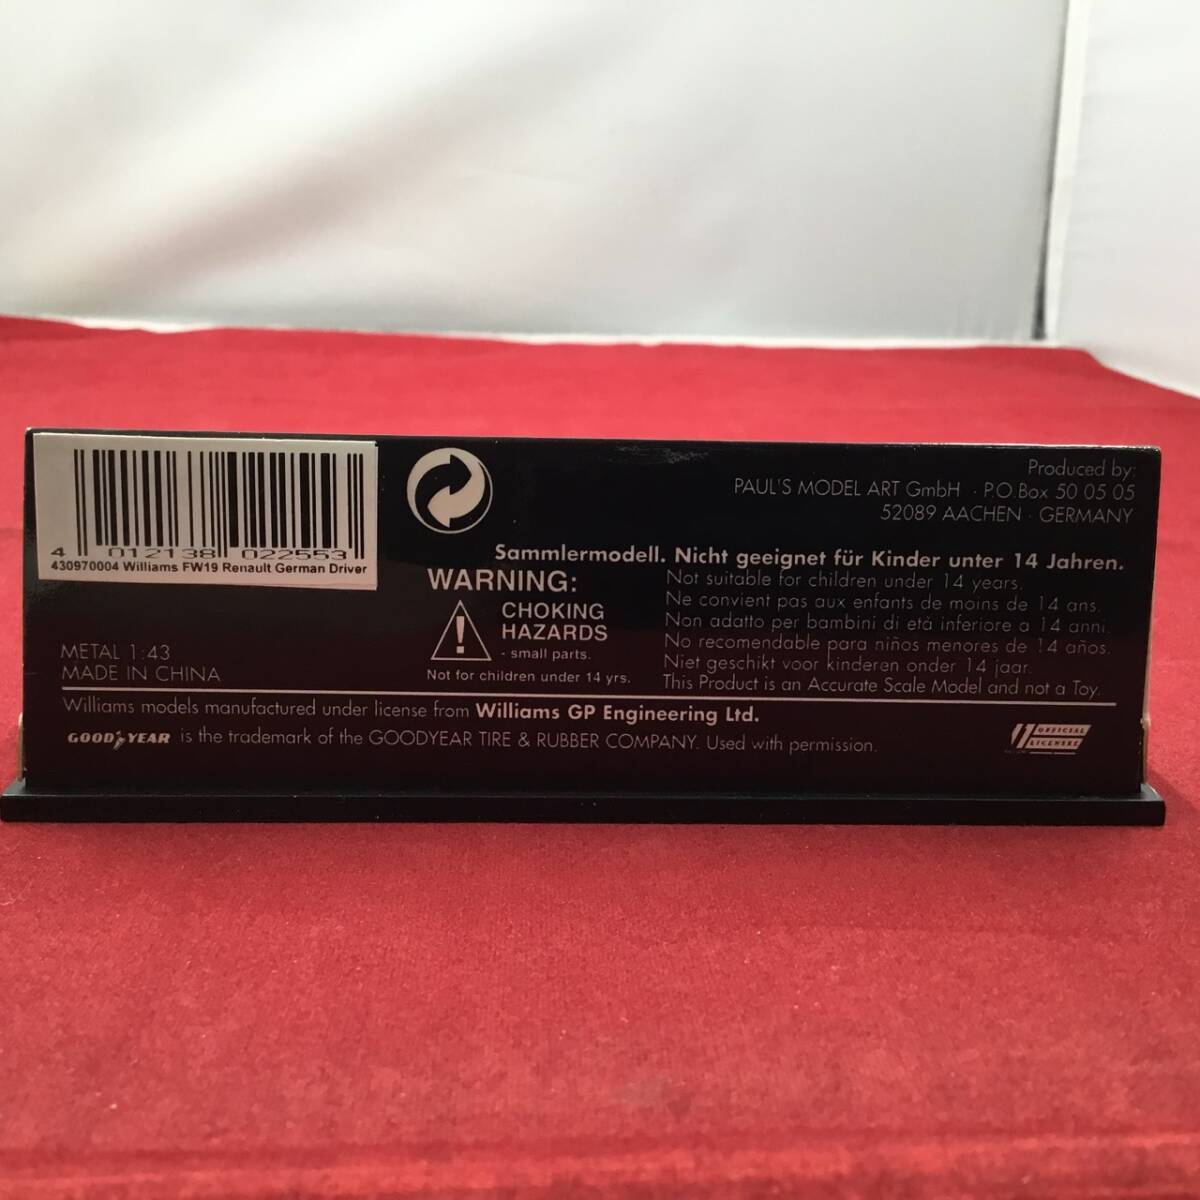 4 012138 022553
430970004 Williams FW19 Renault German Driver
Produced by:
PAUL'S MODEL ART GmbH · P.O.Box 50 05 05
52089 AACHEN · GERMANY
Sammlermodell. Nicht geeignet für Kinder unter 14 Jahren.
WARNING:
CHOKING
HAZARDS
- small parts.
Not for children under 14 yrs.
Not suitable for children under 14 years.
Ne convient pas aux enfants de moins de 14 ans.
Non adatto per bambini di etá inferiore a 14 anni.
No recomendable para niños menores de 14 años.
Niet geschikt voor kinderen onder 14 jaar.
This Product is an Accurate Scale Model and not a Toy.
METAL 1:43
MADE IN CHINA
Williams models manufactured under license from Williams GP Engineering Ltd.
GOODYEAR is the trademark of the GOODYEAR TIRE & RUBBER COMPANY. Used with permission.
OFFICIAL
LICENSEE